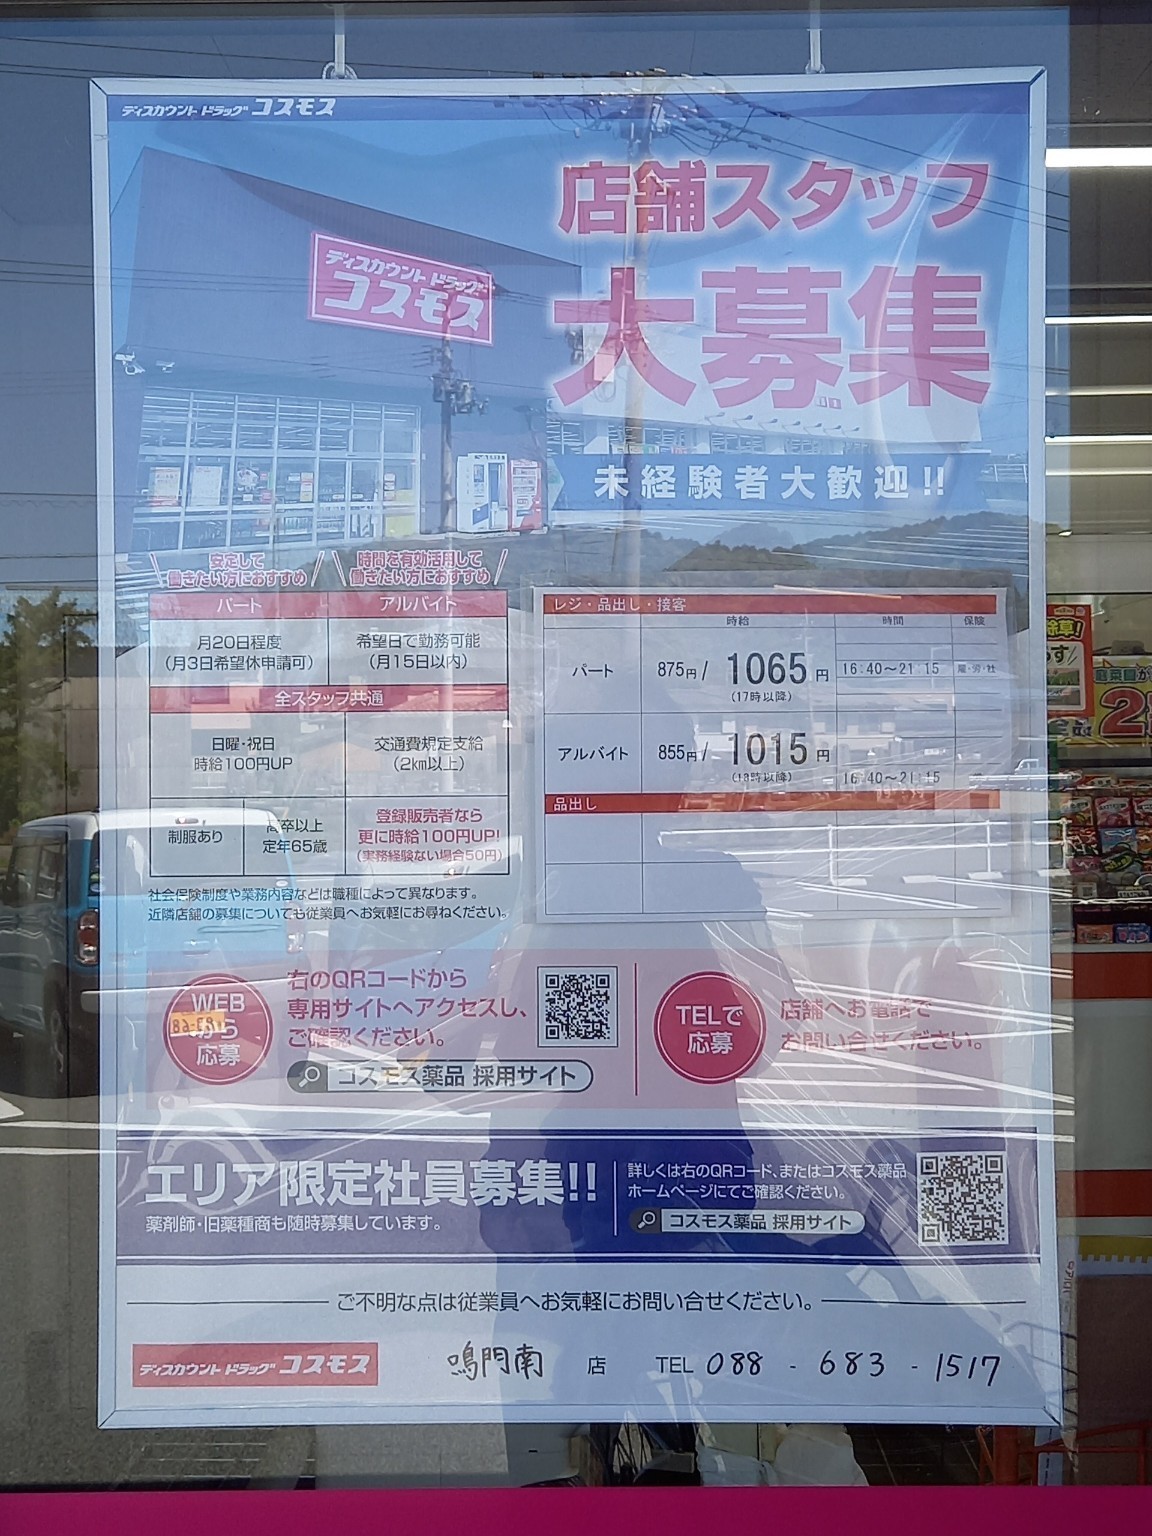 ディスカウント ドラッグ コスモス
店舗スタッフ
大募集
ディスカウント ドラッグ
コスモス
未経験者大歓迎!!
安定して
働きたい方におすすめ
時間を有効活用して
働きたい方におすすめ
パート
アルバイト
月20日程度
(月3日希望休申請可)
希望日で勤務可能
(月15日以内)
全スタッフ共通
日曜・祝日
時給100円UP
交通費規定支給
(2km以上)
制服あり
高卒以上
定年65歳
登録販売者なら
更に時給100円UP!
(実務経験ない場合50円)
社会保険制度や業務内容などは職種によって異なります。
近隣店舗の募集についても従業員へお気軽にお尋ねください。
レジ・品出し・接客
時給 時間 保険
パート 875円/ 1065円 16:40～21:15 雇・労・社
(17時以降)
アルバイト 855円/ 1015円 16:40～21:15
(18時以降)
品出し
WEB
から
応募
右のQRコードから
専用サイトへアクセスし、
ご確認ください。
コスモス薬品 採用サイト
TELで
応募
店舗へお電話で
お問い合せください。
エリア限定社員募集!!
薬剤師・旧薬種商も随時募集しています。
詳しくは右のQRコード、またはコスモス薬品
ホームページにてご確認ください。
コスモス薬品 採用サイト
ご不明な点は従業員へお気軽にお問い合せください。
ディスカウント ドラッグ コスモス 鳴門南 店 TEL 088 - 683 - 1517